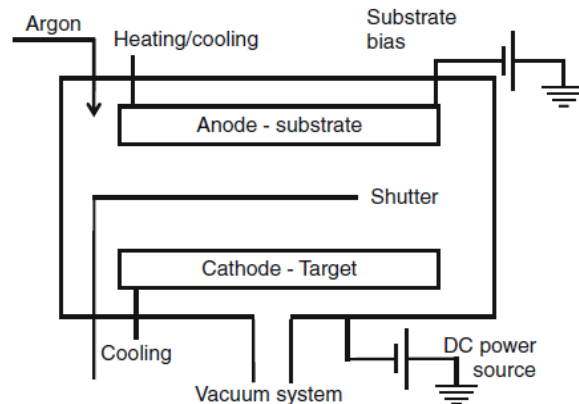 Argon
Heating/cooling
Substrate
bias
Anode - substrate
Shutter
Cathode - Target
Cooling
DC power
source
Vacuum system